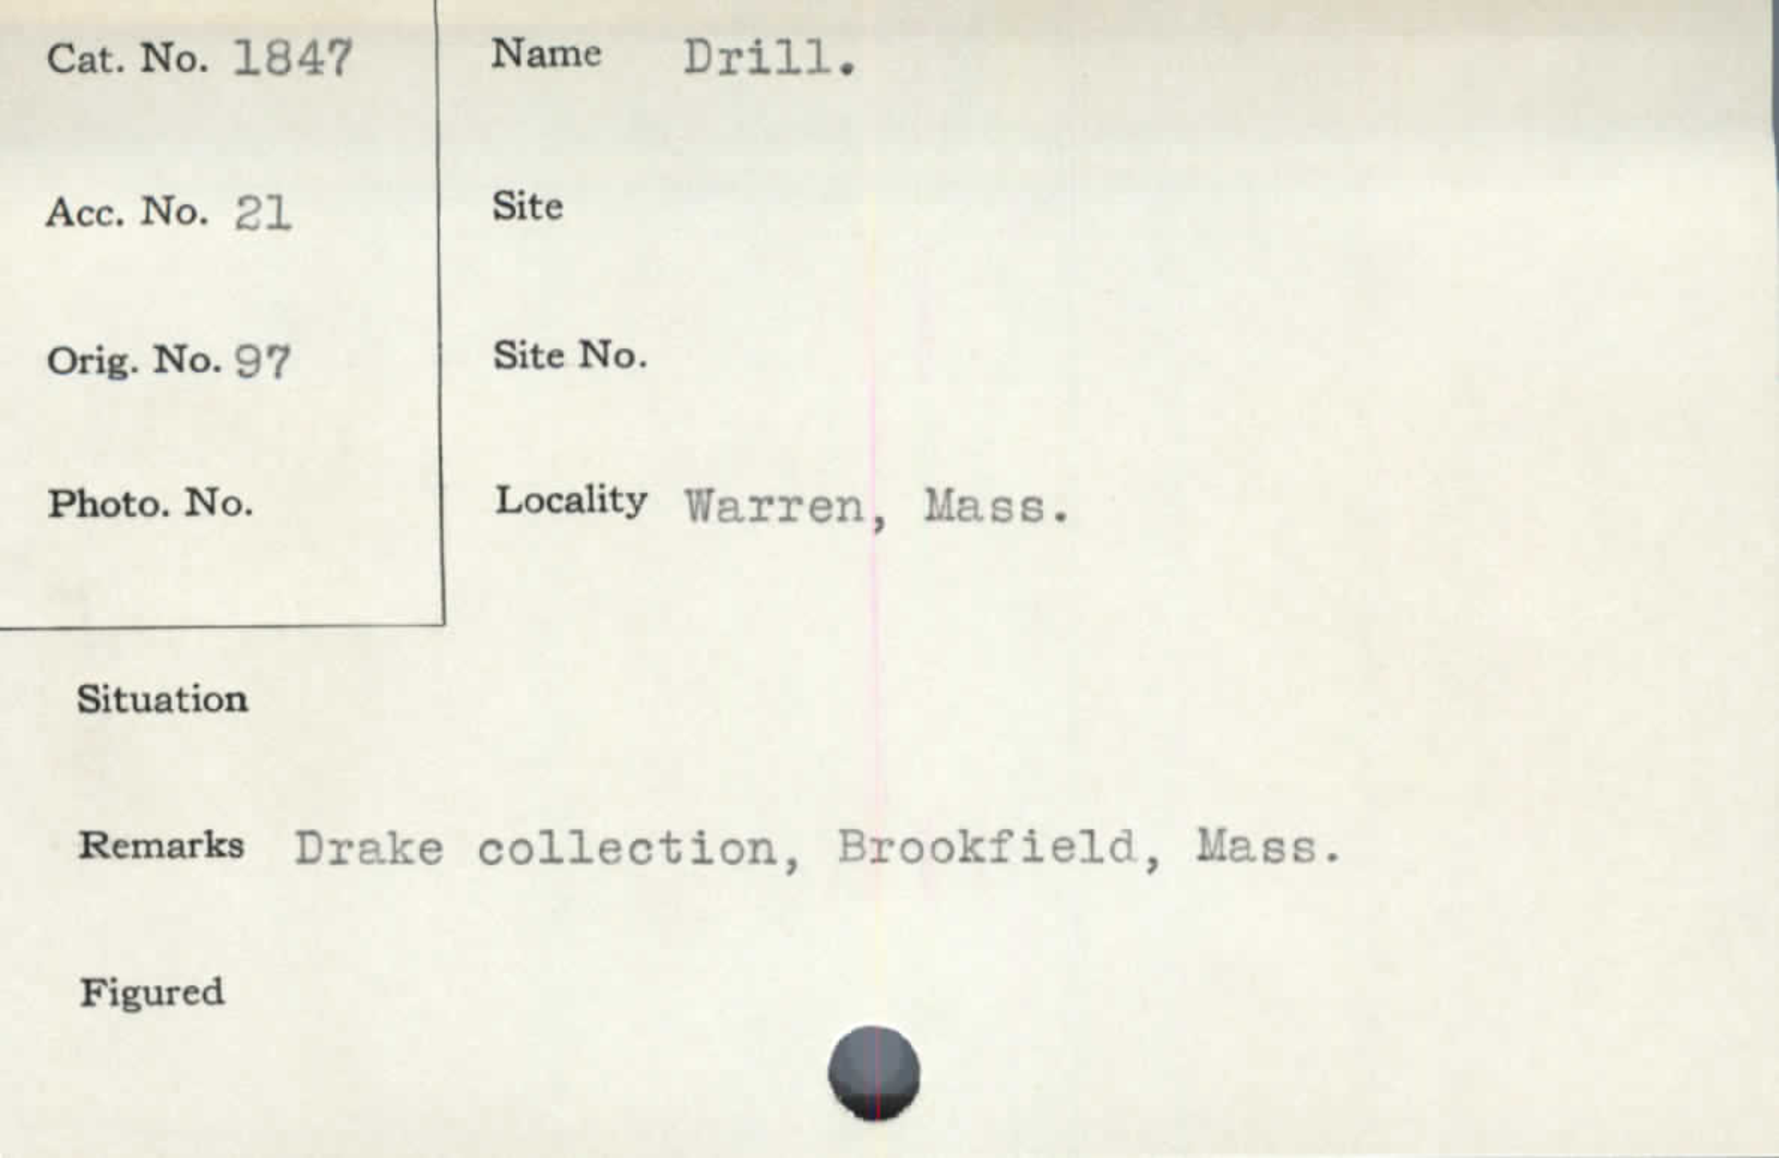 Cat. No. 1847
Acc. No. 21
Orig. No. 97
Photo. No.
Name Drill.
Site
Site No.
Locality Warren, Mass.
Situation
Remarks Drake collection, Brookfield, Mass.
Figured